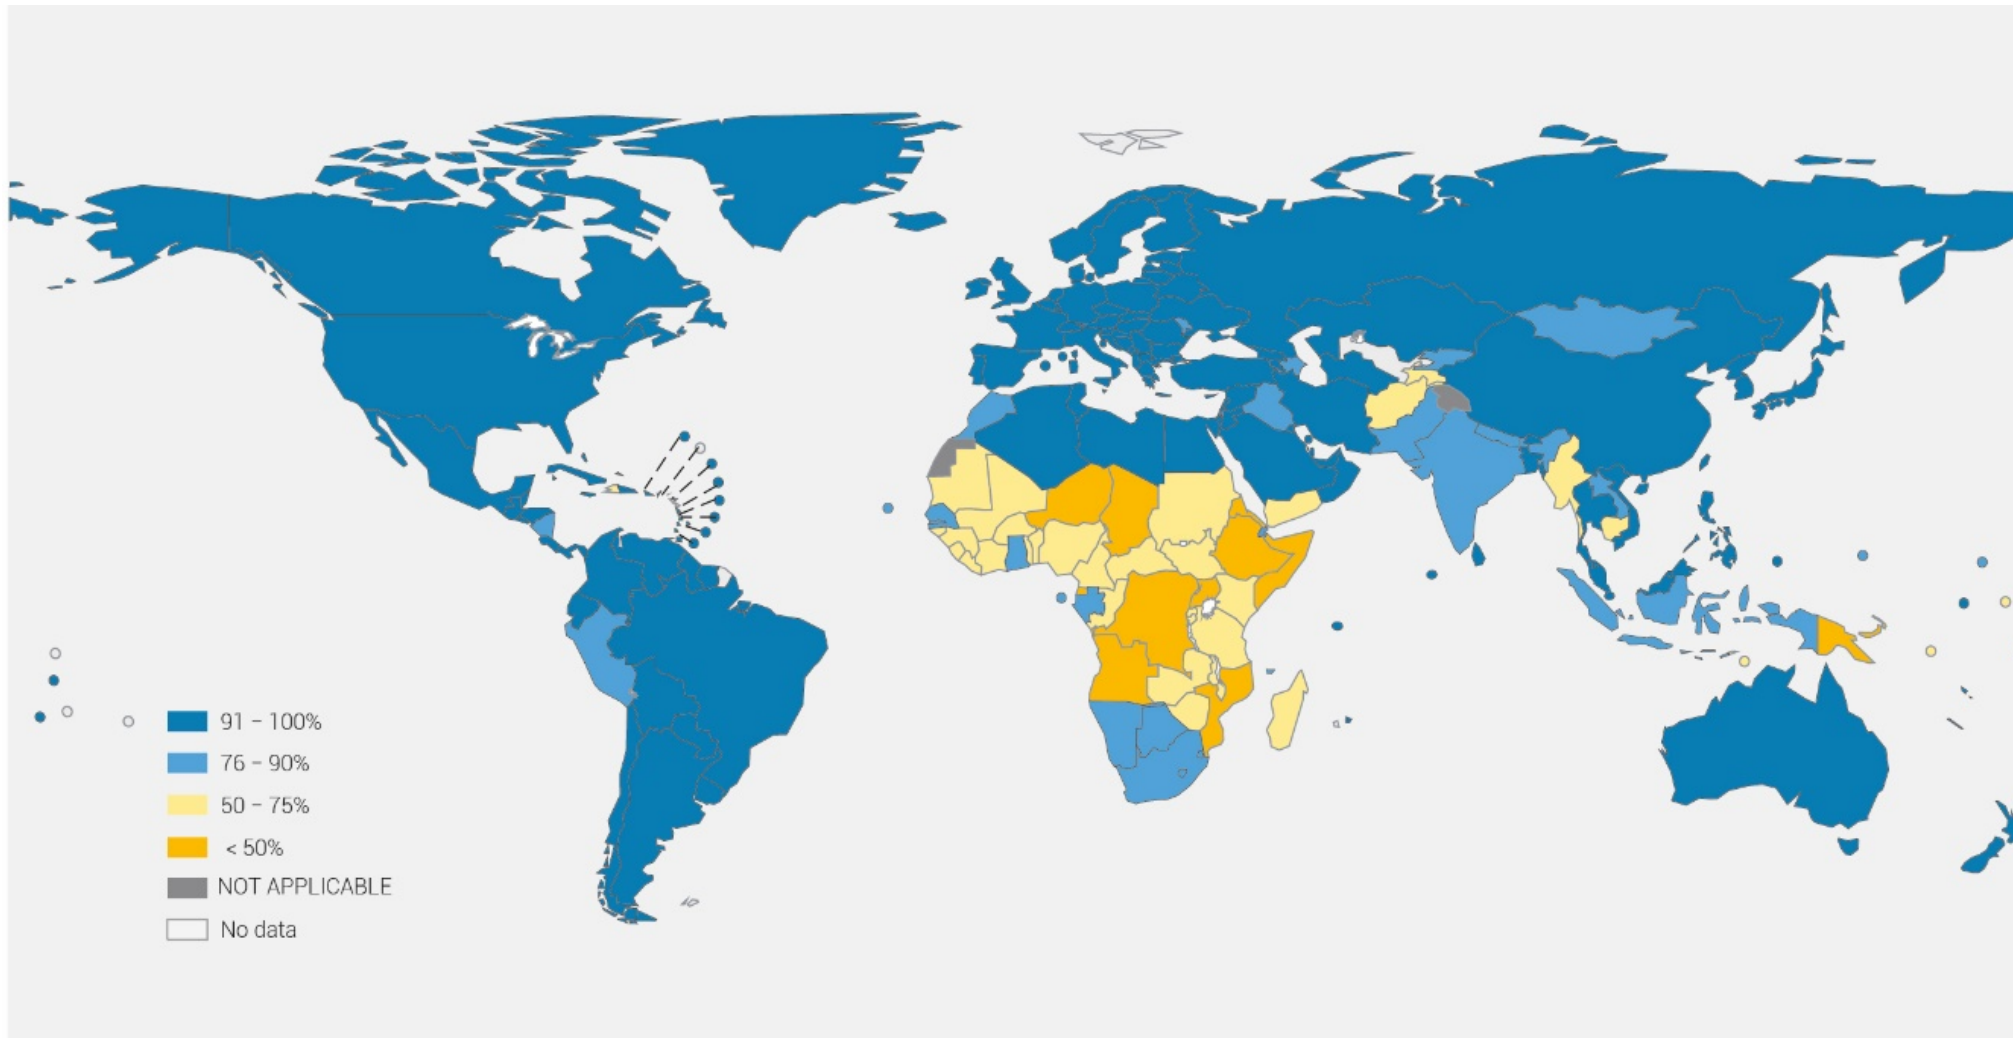 91 – 100%
76 – 90%
50 – 75%
< 50%
NOT APPLICABLE
No data